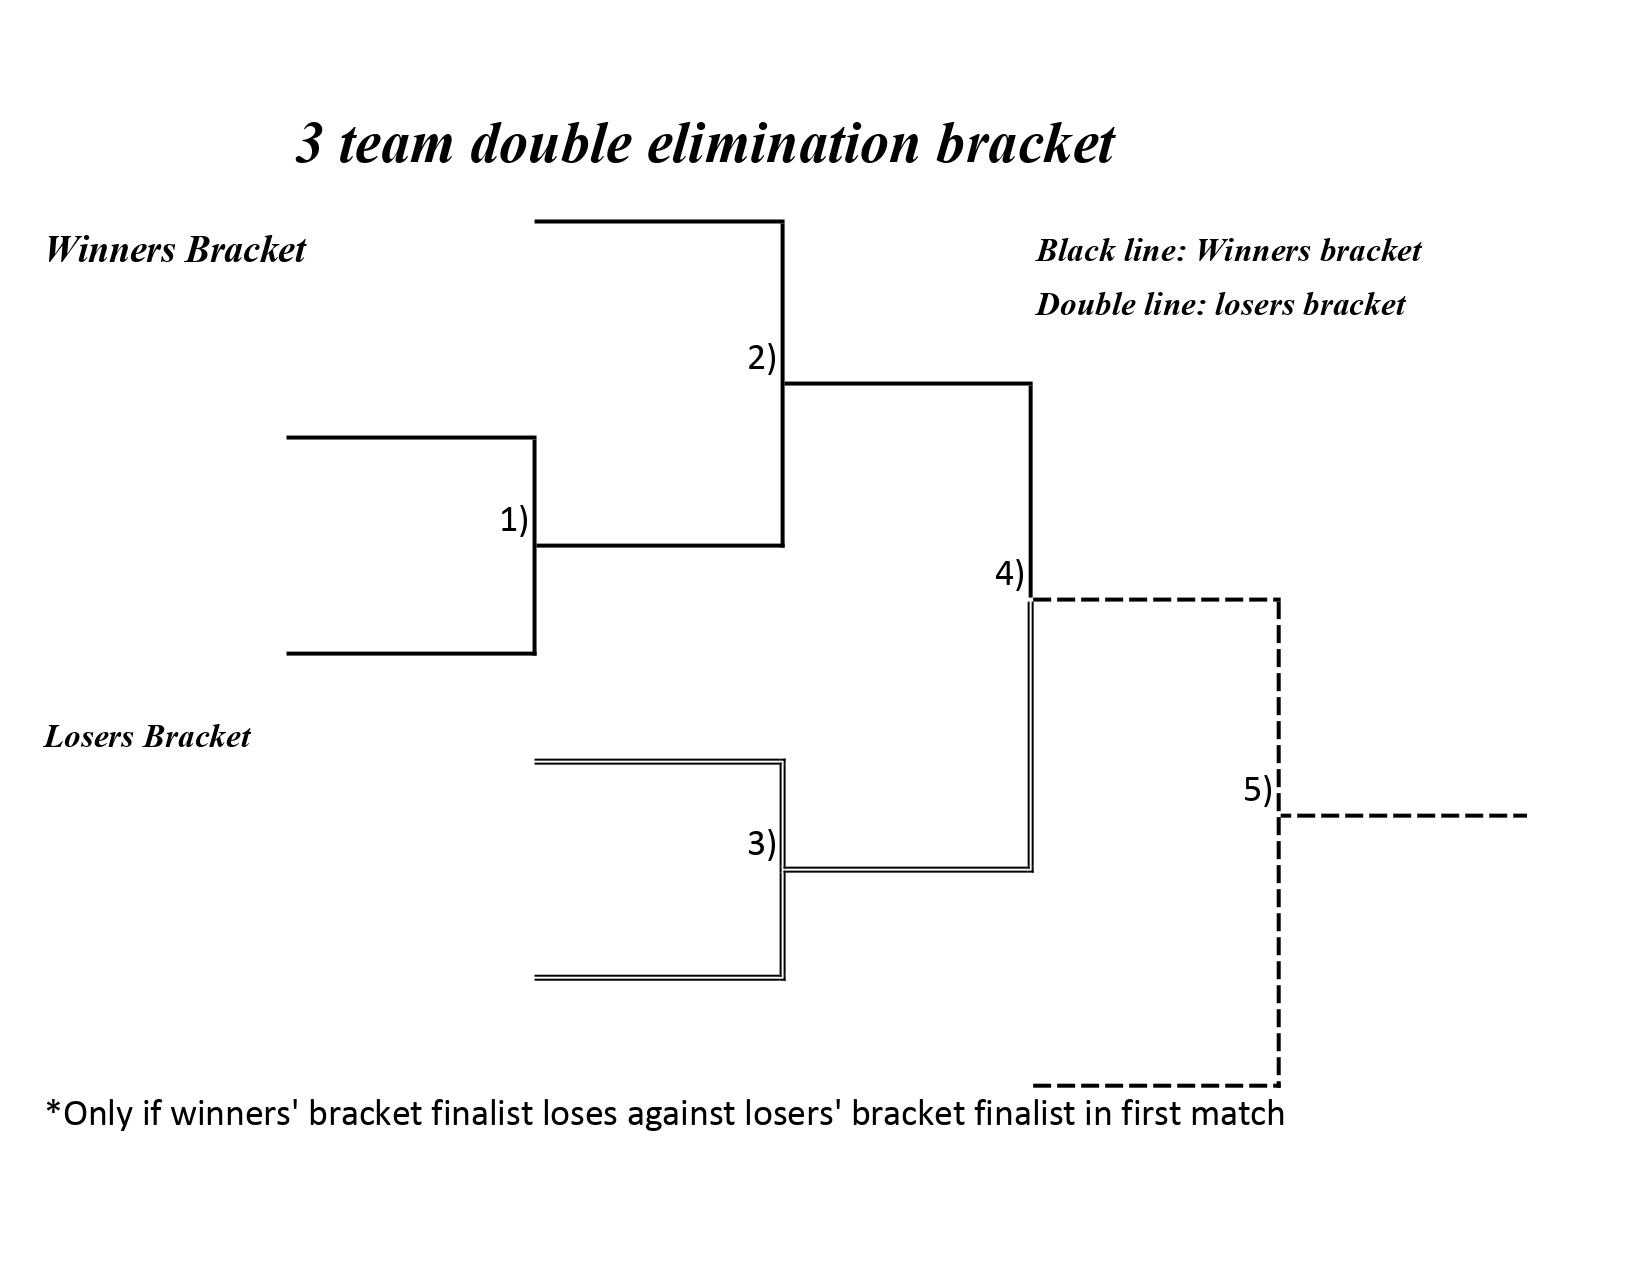 3 team double elimination bracket
Winners Bracket
Black line: Winners bracket
Double line: losers bracket
2)
1)
4)
Losers Bracket
5)
3)
*Only if winners' bracket finalist loses against losers' bracket finalist in first match